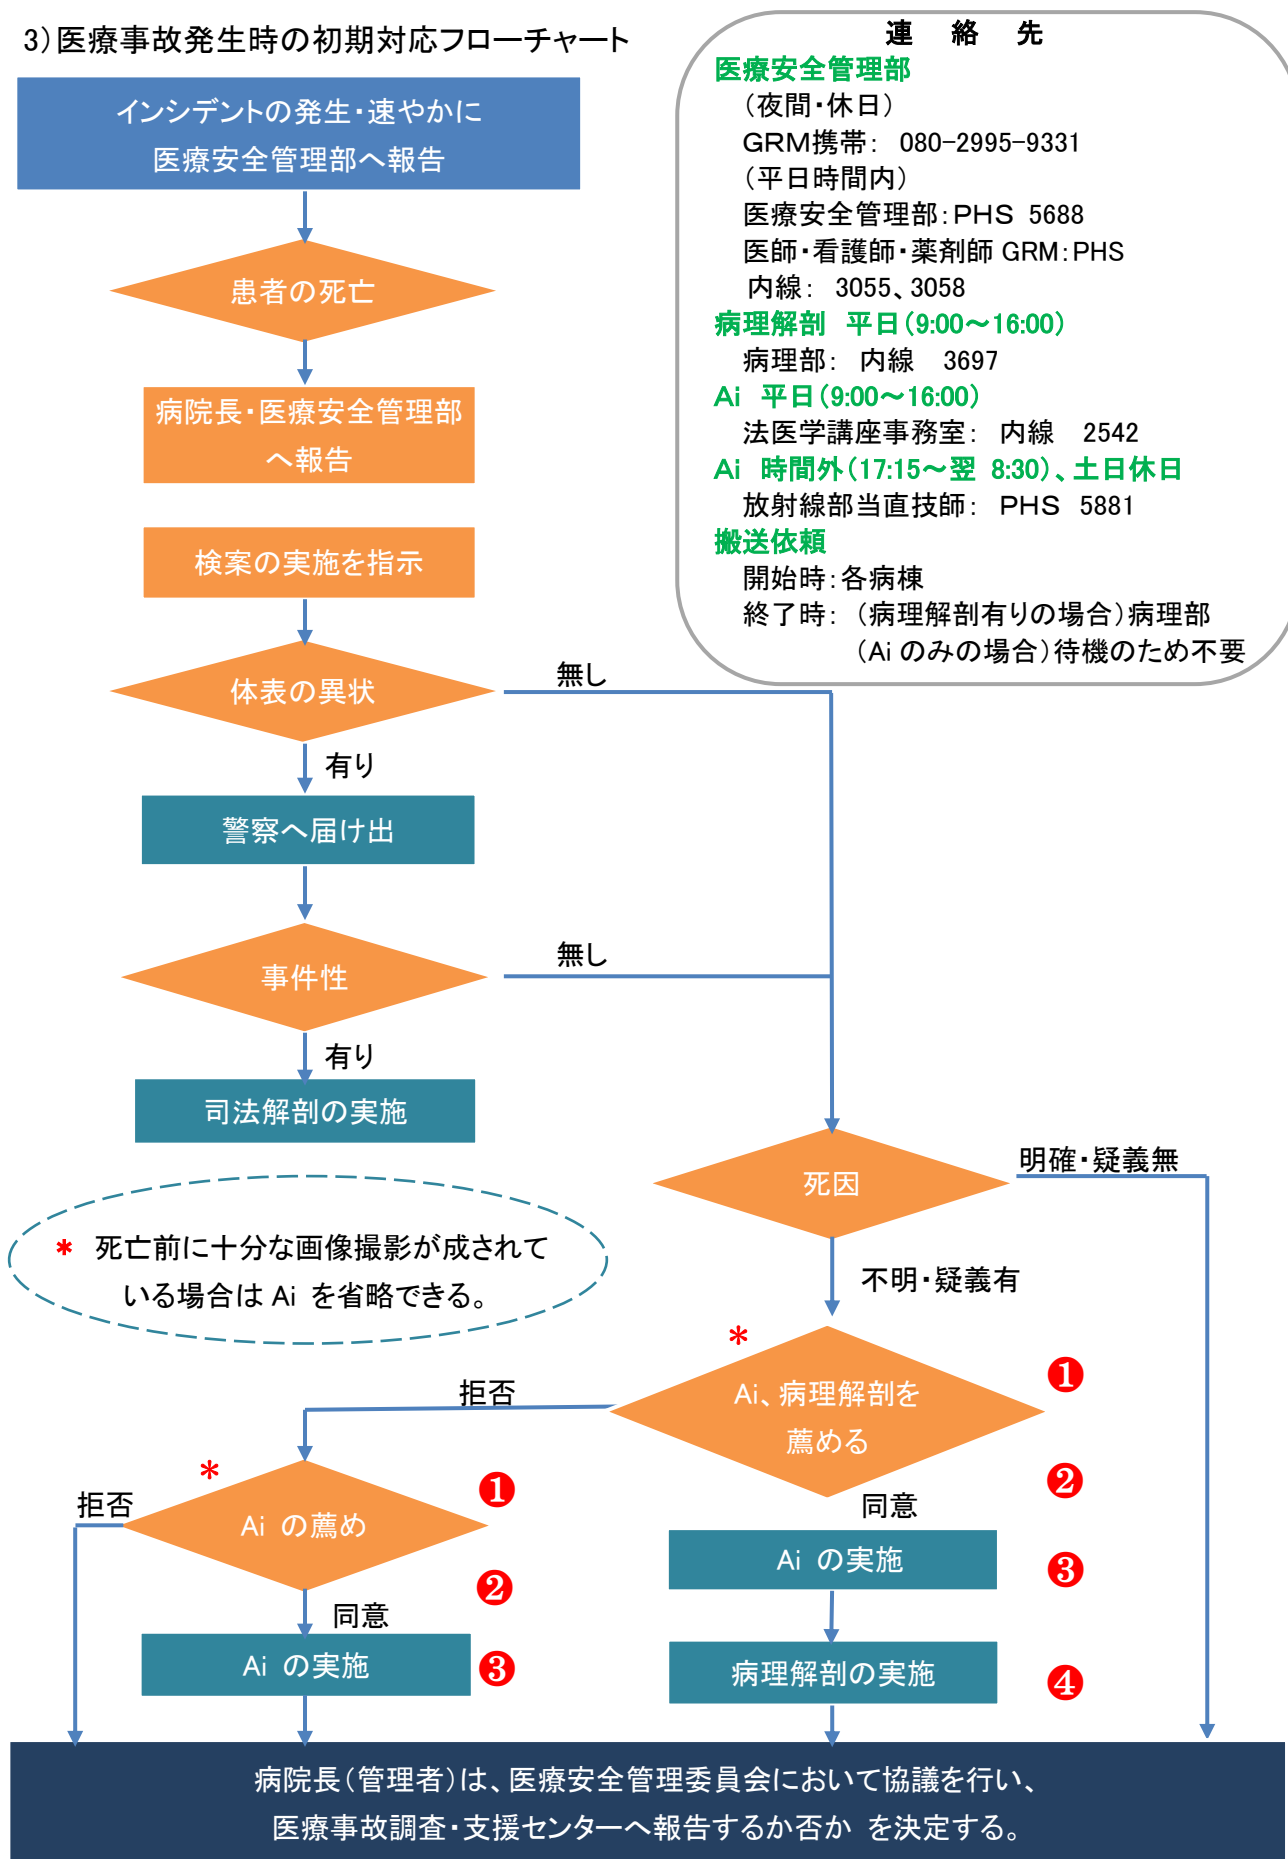 3）医療事故発生時の初期対応フローチャート
インシデントの発生・速やかに
医療安全管理部へ報告
患者の死亡
病院長・医療安全管理部
へ報告
検案の実施を指示
体表の異状
無し
有り
警察へ届け出
事件性
無し
有り
司法解剖の実施
連 絡 先
医療安全管理部
（夜間・休日）
GRM携帯： 080-2995-9331
（平日時間内）
医療安全管理部：PHS 5688
医師・看護師・薬剤師 GRM：PHS
内線： 3055、3058
病理解剖 平日（9:00～16:00）
病理部： 内線 3697
Ai 平日（9:00～16:00）
法医学講座事務室： 内線 2542
Ai 時間外（17:15～翌 8:30）、土日休日
放射線部当直技師： PHS 5881
搬送依頼
開始時：各病棟
終了時： （病理解剖有りの場合）病理部
（Ai のみの場合）待機のため不要
死因
明確・疑義無
不明・疑義有
* 死亡前に十分な画像撮影が成されて
いる場合は Ai を省略できる。
*
Ai、病理解剖を
薦める
❶
❷
拒否
同意
Ai の実施
❸
病理解剖の実施
❹
*
Ai の薦め
❶
❷
拒否
同意
Ai の実施
❸
病院長（管理者）は、医療安全管理委員会において協議を行い、
医療事故調査・支援センターへ報告するか否か を決定する。